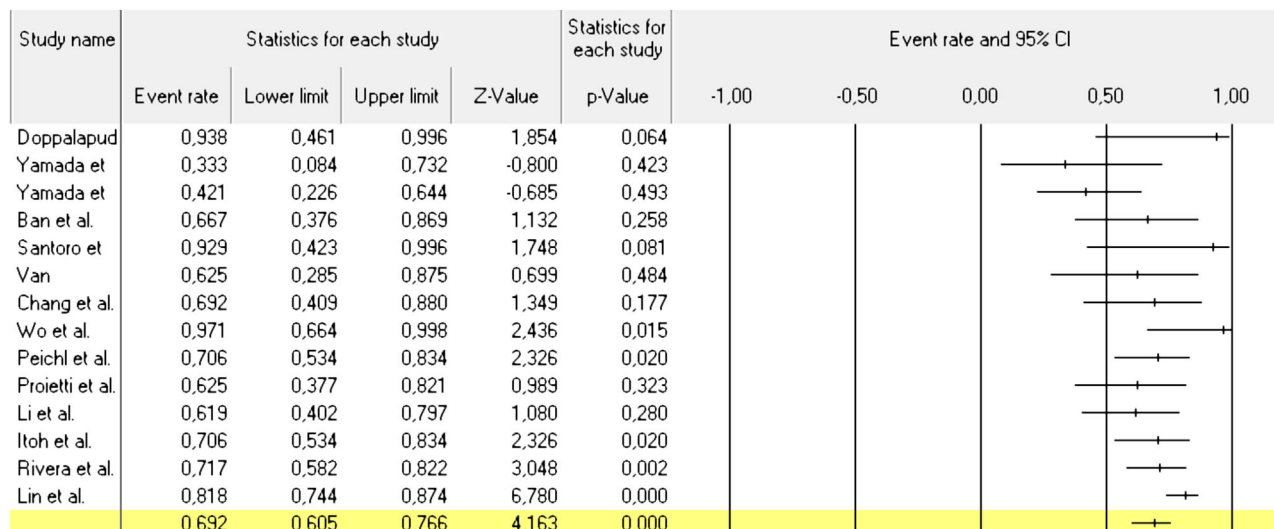 Study name Statistics for each study Statistics for each study Event rate and 95% CI
Event rate Lower limit Upper limit Z-Value p-Value -1,00 -0,50 0,00 0,50 1,00
Doppalapud 0,938 0,461 0,996 1,854 0,064
Yamada et 0,333 0,084 0,732 -0,800 0,423
Yamada et 0,421 0,226 0,644 -0,685 0,493
Ban et al. 0,667 0,376 0,869 1,132 0,258
Santoro et 0,929 0,423 0,996 1,748 0,081
Van 0,625 0,285 0,875 0,699 0,484
Chang et al. 0,692 0,409 0,880 1,349 0,177
Wo et al. 0,971 0,664 0,998 2,436 0,015
Peichl et al. 0,706 0,534 0,834 2,326 0,020
Proietti et al. 0,625 0,377 0,821 0,989 0,323
Li et al. 0,619 0,402 0,797 1,080 0,280
Itoh et al. 0,706 0,534 0,834 2,326 0,020
Rivera et al. 0,717 0,582 0,822 3,048 0,002
Lin et al. 0,818 0,744 0,874 6,780 0,000
0,692 0,605 0,766 4,163 0,000